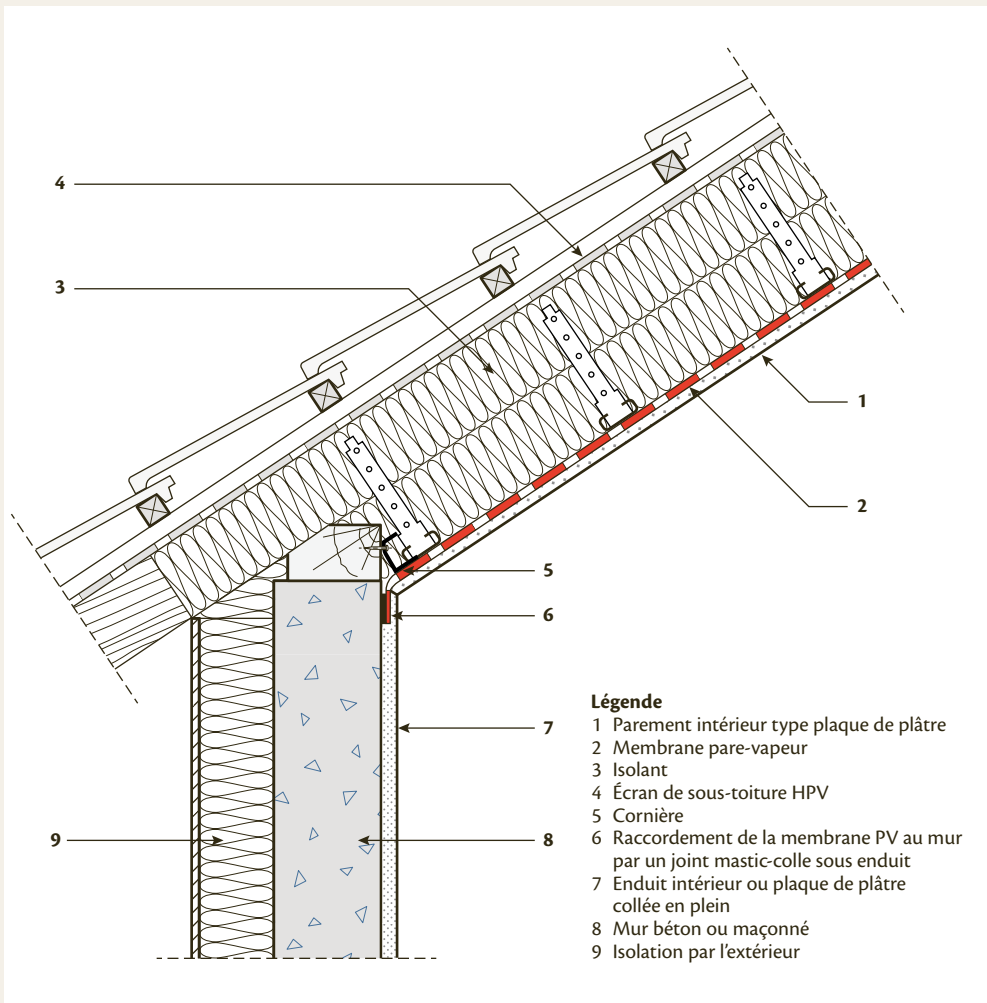 4
3
1
2
5
6
7
9
8
Légende
1 Parement intérieur type plaque de plâtre
2 Membrane pare-vapeur
3 Isolant
4 Écran de sous-toiture HPV
5 Cornière
6 Raccordement de la membrane PV au mur
par un joint mastic-colle sous enduit
7 Enduit intérieur ou plaque de plâtre
collée en plein
8 Mur béton ou maçonné
9 Isolation par l'extérieur